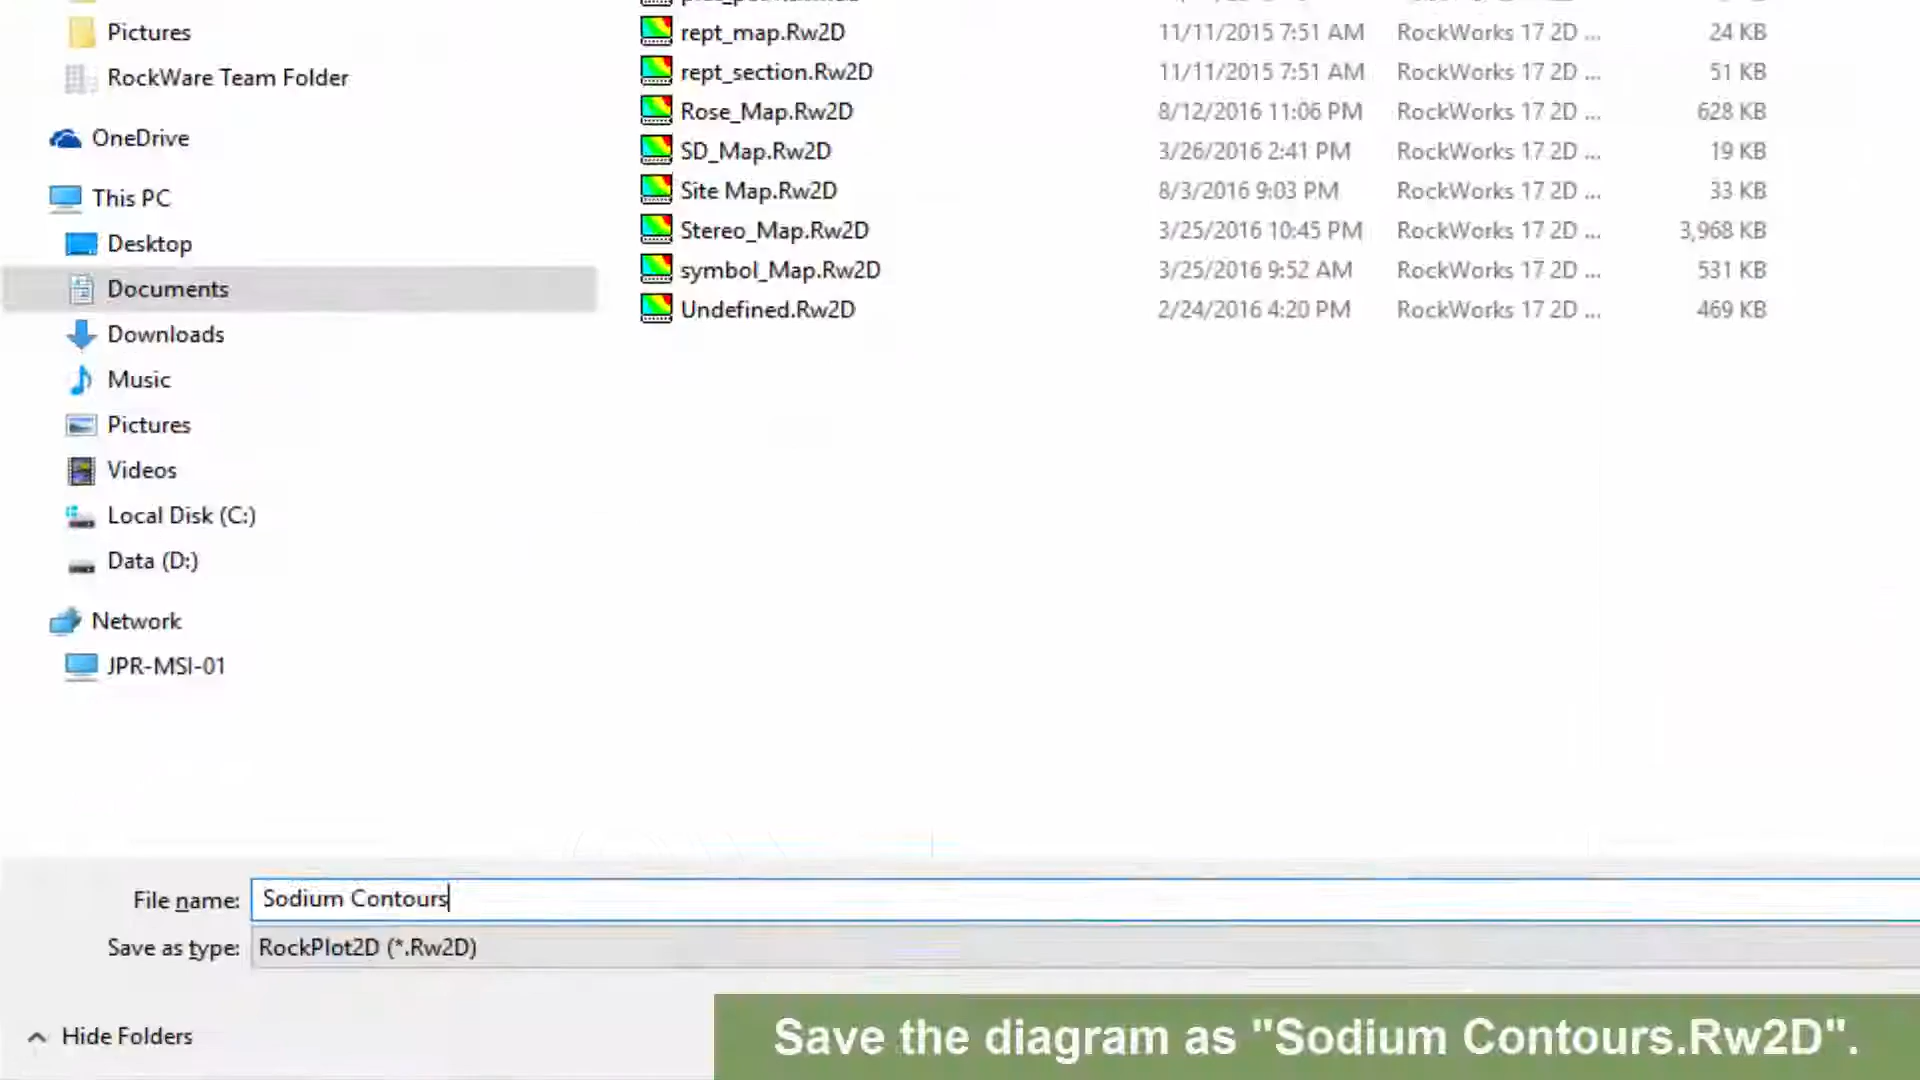 Pictures
RockWare Team Folder
OneDrive
This PC
Desktop
Documents
Downloads
Music
Pictures
Videos
Local Disk (C:)
Data (D:)
Network
JPR-MSI-01
rept_map.Rw2D 11/11/2015 7:51 AM RockWorks 17 2D ... 24 KB
rept_section.Rw2D 11/11/2015 7:51 AM RockWorks 17 2D ... 51 KB
Rose_Map.Rw2D 8/12/2016 11:06 PM RockWorks 17 2D ... 628 KB
SD_Map.Rw2D 3/26/2016 2:41 PM RockWorks 17 2D ... 19 KB
Site Map.Rw2D 8/3/2016 9:03 PM RockWorks 17 2D ... 33 KB
Stereo_Map.Rw2D 3/25/2016 10:45 PM RockWorks 17 2D ... 3,968 KB
symbol_Map.Rw2D 3/25/2016 9:52 AM RockWorks 17 2D ... 531 KB
Undefined.Rw2D 2/24/2016 4:20 PM RockWorks 17 2D ... 469 KB
File name: Sodium Contours
Save as type: RockPlot2D (*.Rw2D)
Hide Folders
Save the diagram as "Sodium Contours.Rw2D".